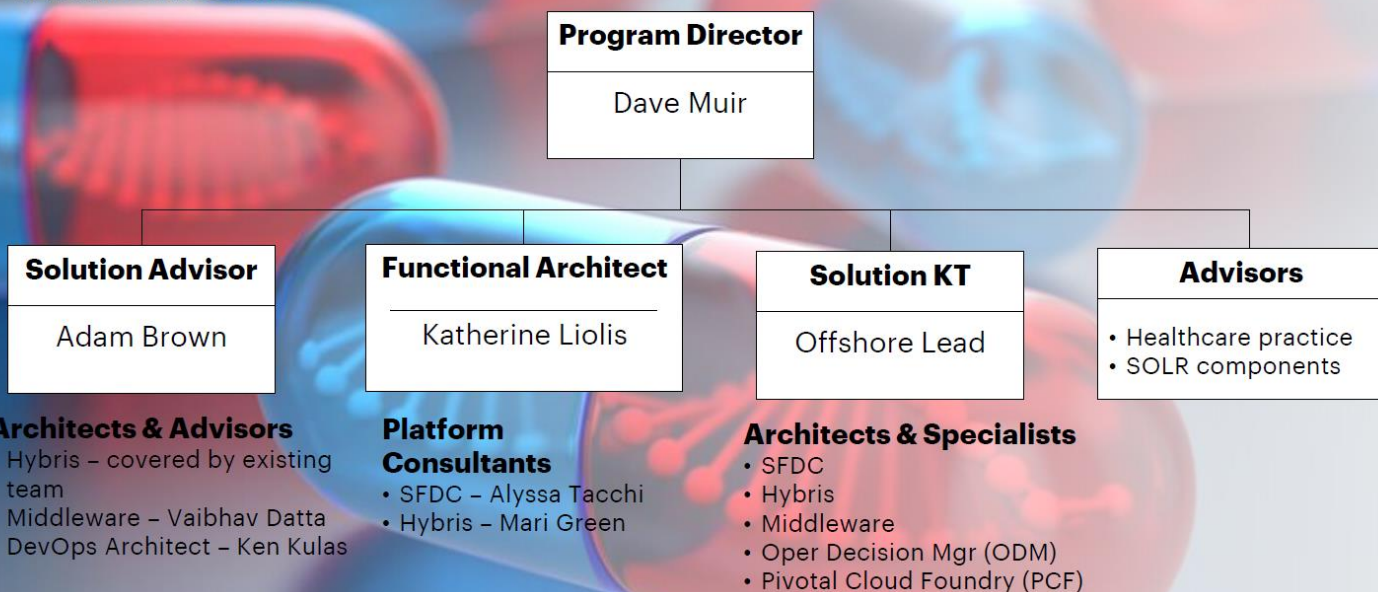 Program Director
Dave Muir
Solution Advisor
Adam Brown
Functional Architect
Katherine Liolis
Solution KT
Offshore Lead
Advisors
• Healthcare practice
• SOLR components
Architects & Advisors
Hybris – covered by existing
team
Middleware – Vaibhav Datta
DevOps Architect – Ken Kulas
Platform
Consultants
• SFDC – Alyssa Tacchi
• Hybris – Mari Green
Architects & Specialists
• SFDC
• Hybris
• Middleware
• Oper Decision Mgr (ODM)
• Pivotal Cloud Foundry (PCF)